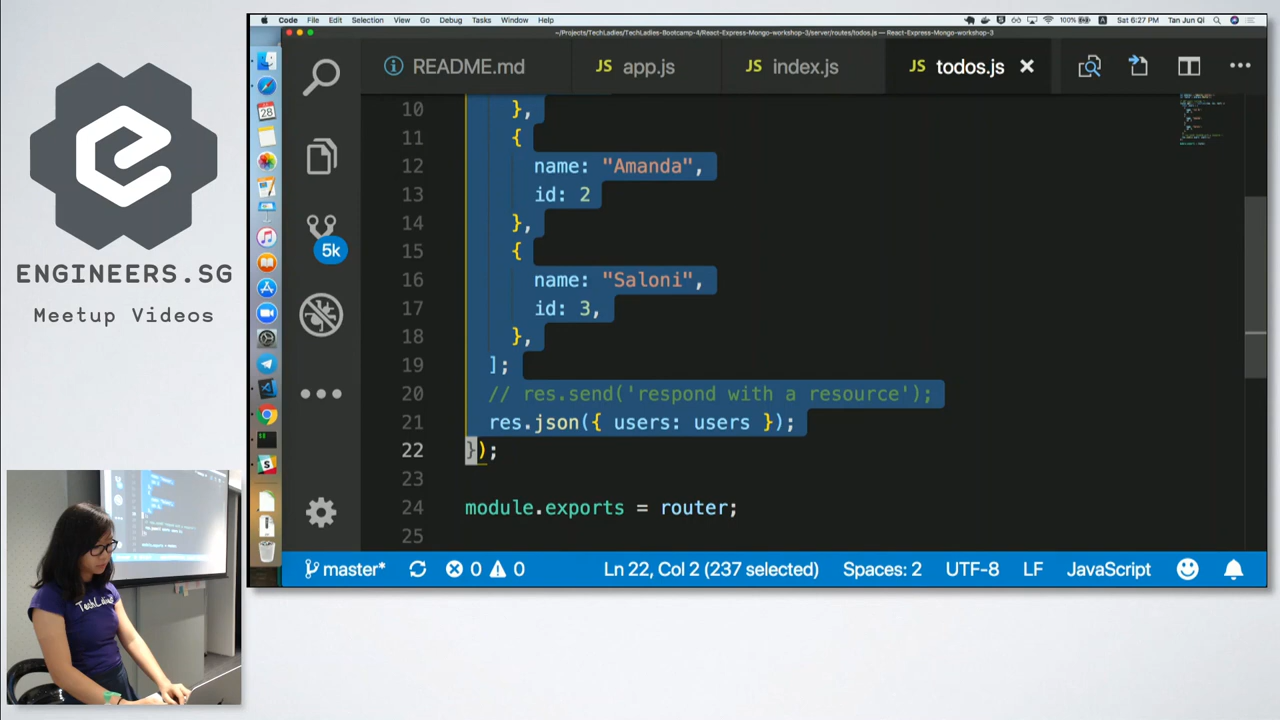 Code File Edit Selection View Go Debug Tasks Window Help 100% Sat 6:27 PM Tan Jun Qi
~/Projects/TechLadies/TechLadies-Bootcamp-4/React-Express-Mongo-workshop-3/server/routes/todos.js — React-Express-Mongo-workshop-3
README.md JS app.js JS index.js JS todos.js
10 },
11 {
12 name: "Amanda",
13 id: 2
14 },
15 {
16 name: "Saloni",
17 id: 3,
18 },
19 ];
20 // res.send('respond with a resource');
21 res.json({ users: users });
22 });
23
24 module.exports = router;
25
5k
28
master* 0 0 Ln 22, Col 2 (237 selected) Spaces: 2 UTF-8 LF JavaScript
ENGINEERS.SG
Meetup Videos
TechLadies